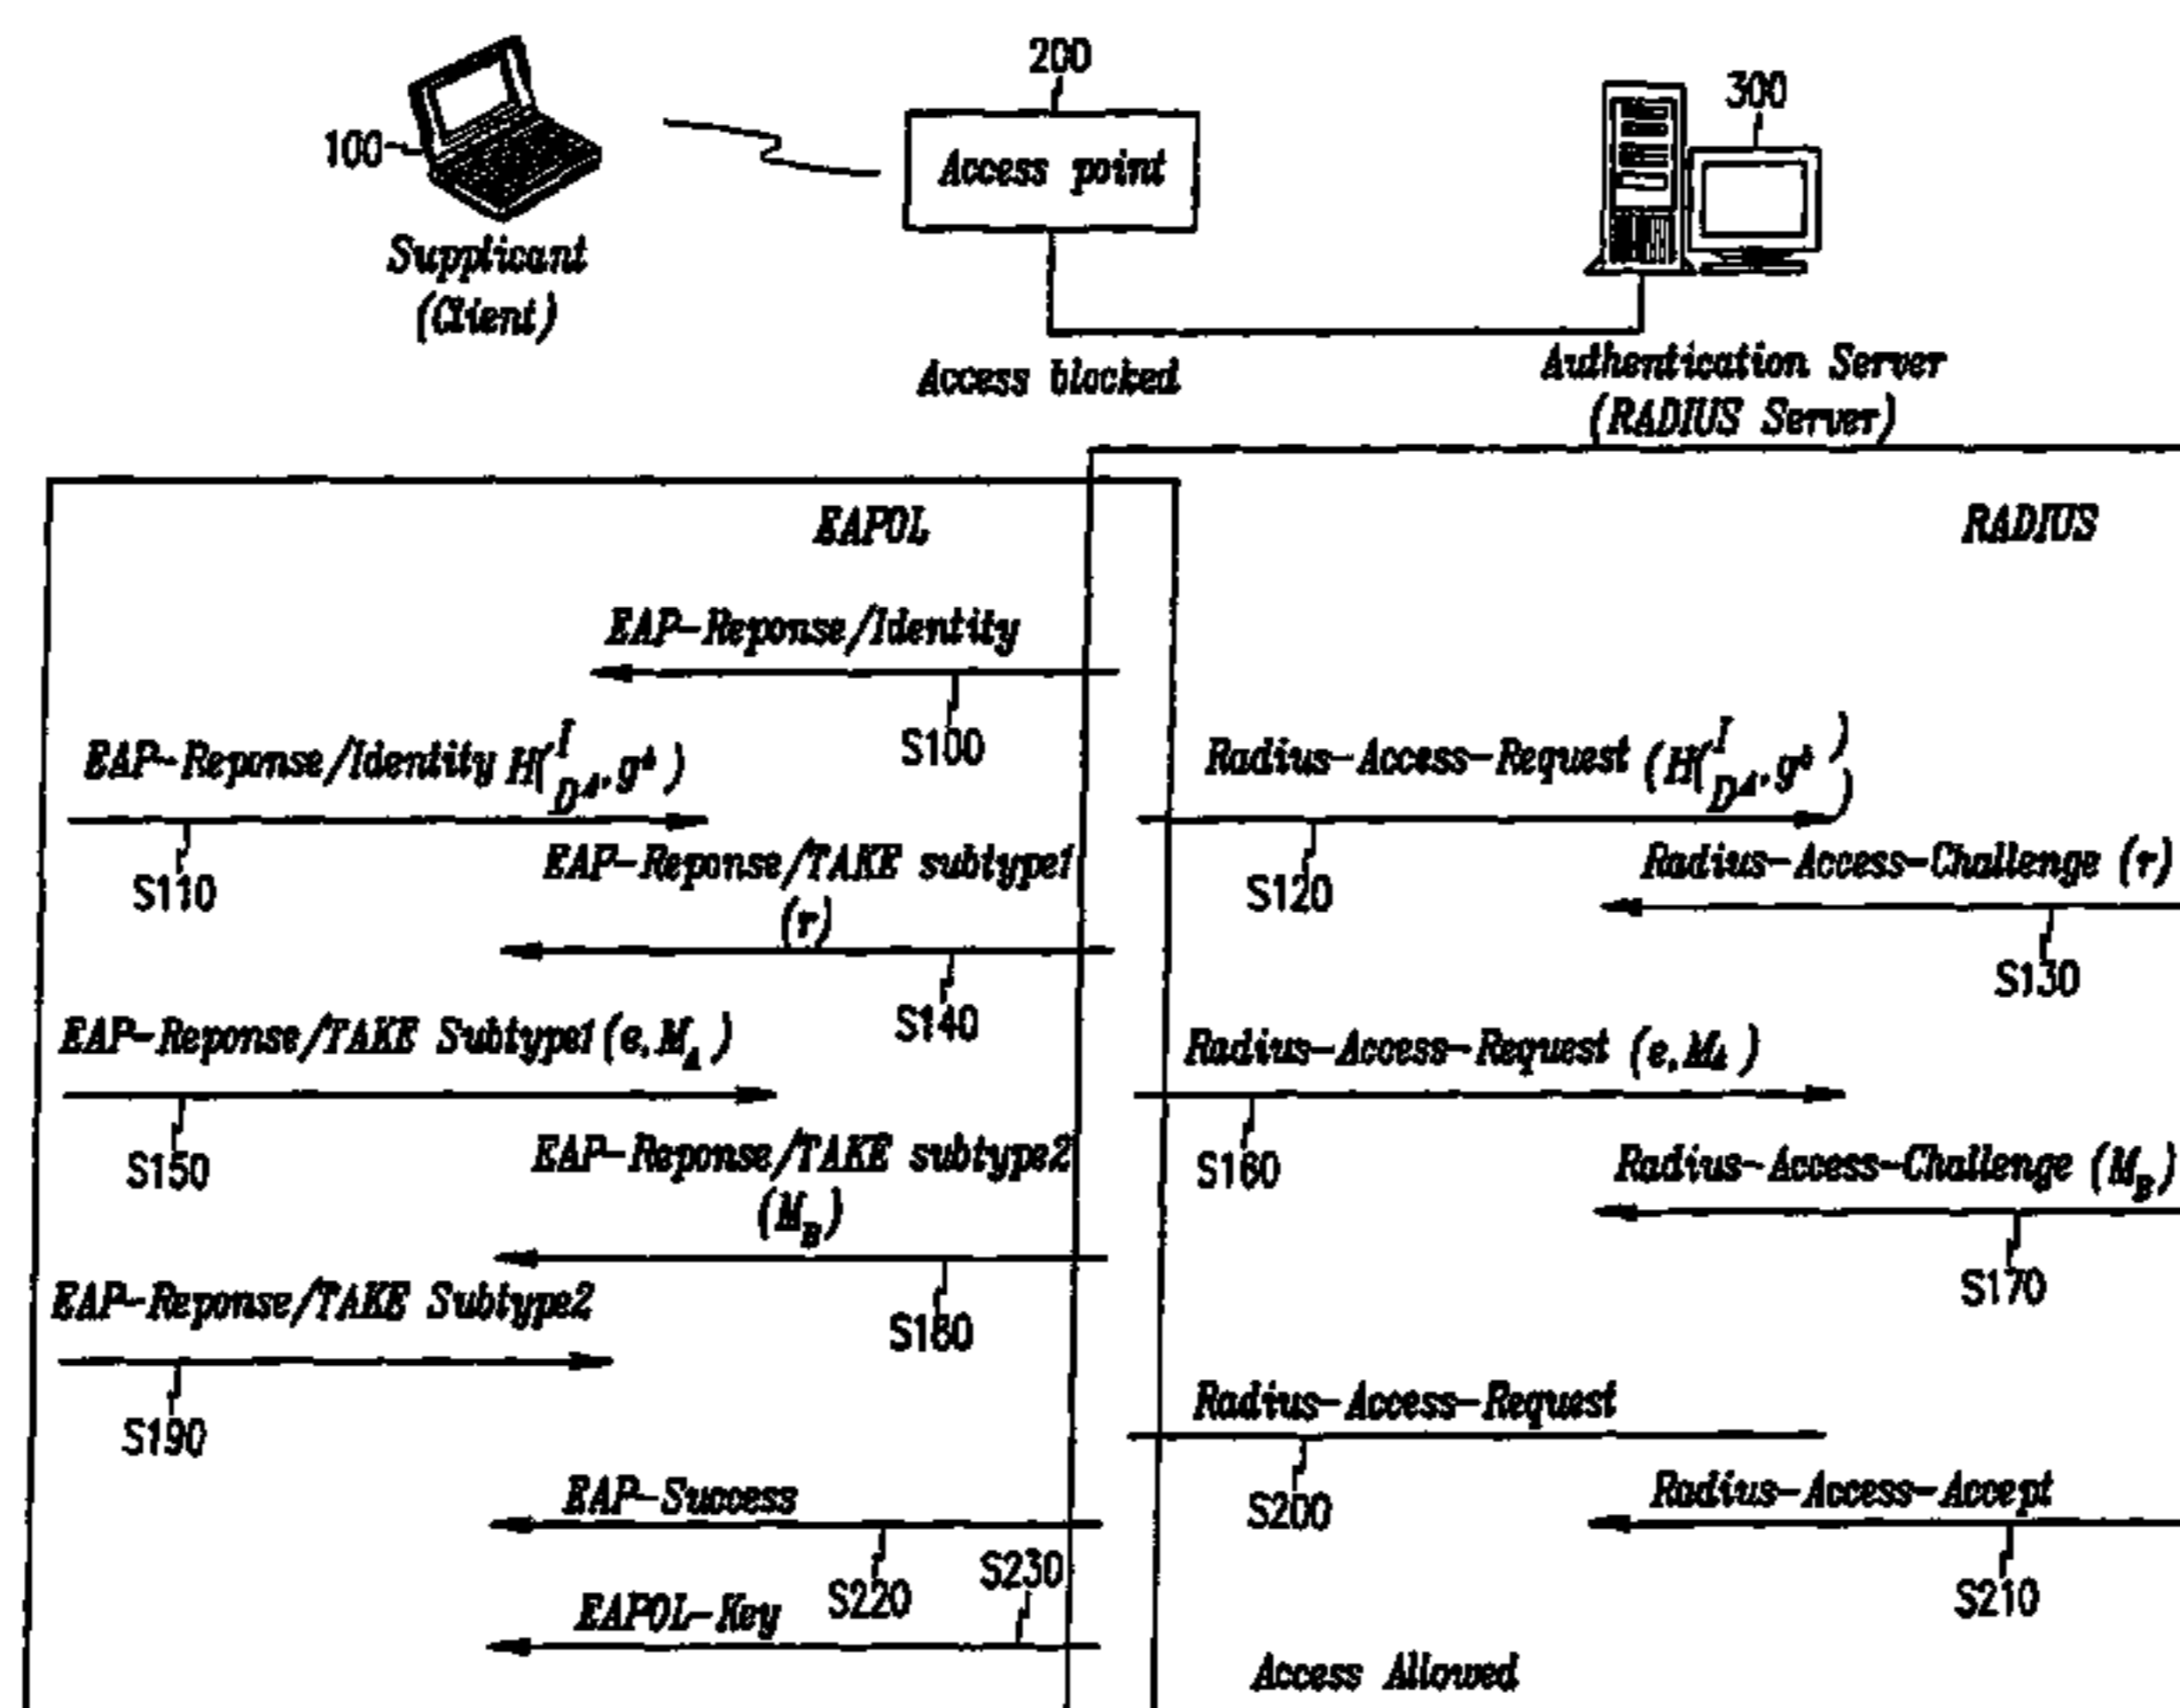 200
300
100
Access point
Supplicant
(Client)
Access blocked
Authentication Server
(RADIUS Server)
EAPOL
RADIUS
EAP-Reponse/Identity
S100
EAP-Reponse/Identity H(I D^A, g^b)
S110
Radius-Access-Request (H(I D^A, g^b))
S120
Radius-Access-Challenge (r)
S130
EAP-Reponse/TAKE subtype1
(r)
S140
EAP-Reponse/TAKE Subtype1(e,M_A)
S150
Radius-Access-Request (e,M_A)
S160
Radius-Access-Challenge (M_B)
S170
EAP-Reponse/TAKE subtype2
(M_B)
S180
EAP-Reponse/TAKE Subtype2
S190
Radius-Access-Request
S200
Radius-Access-Accept
S210
EAP-Success
S220
S230
EAPOL-Key
Access Allowed